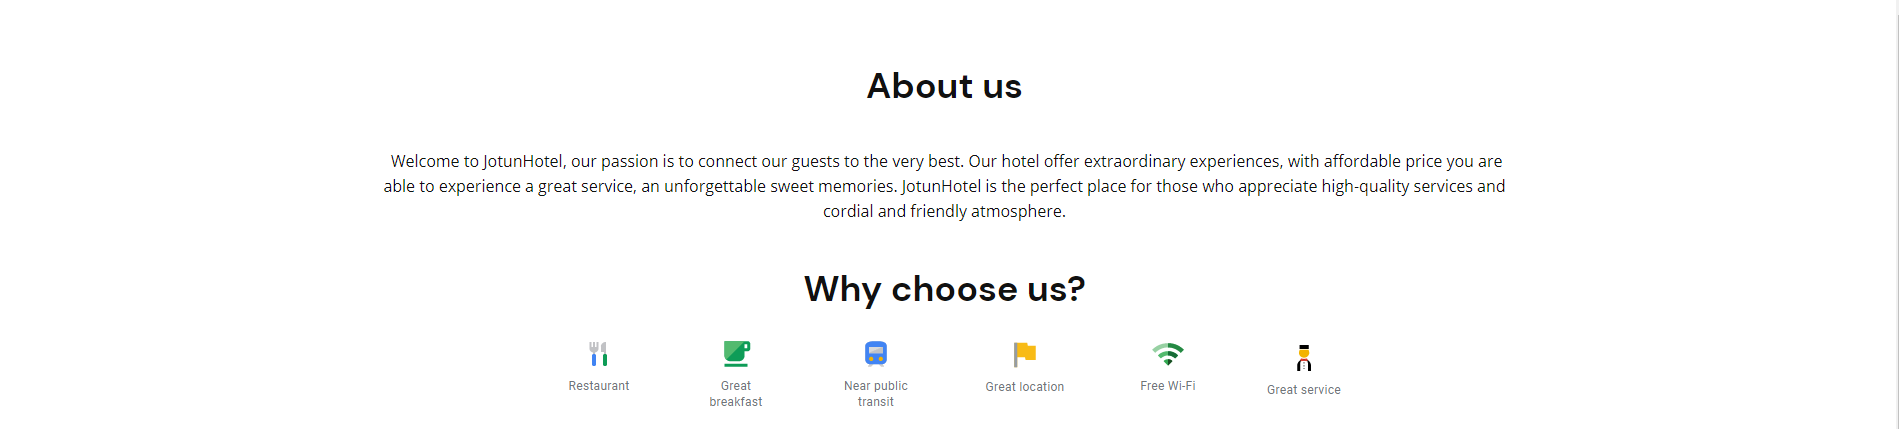 About us
Welcome to JotunHotel, our passion is to connect our guests to the very best. Our hotel offer extraordinary experiences, with affordable price you are
able to experience a great service, an unforgettable sweet memories. JotunHotel is the perfect place for those who appreciate high-quality services and
cordial and friendly atmosphere.
Why choose us?
Restaurant
Great
breakfast
Near public
transit
Great location
Free Wi-Fi
Great service